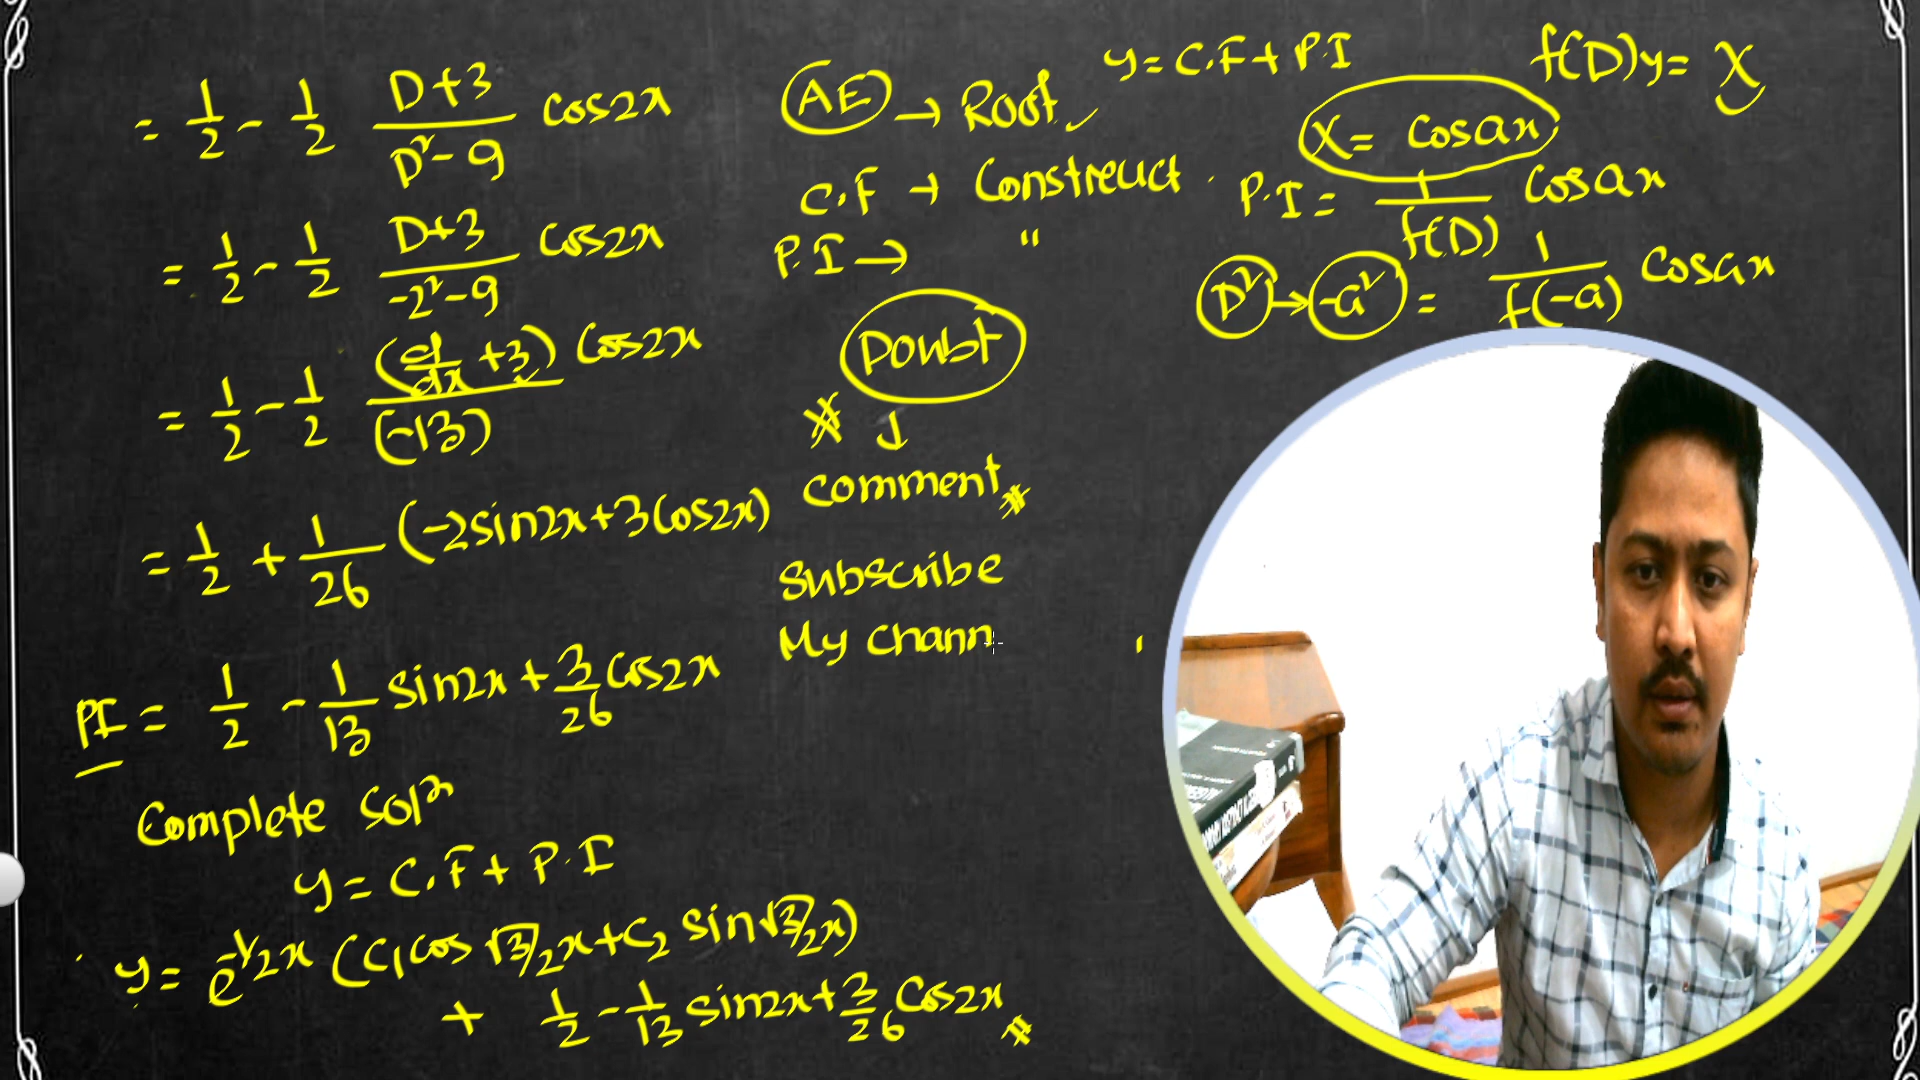 = 1/2 - 1/2 (D+3)/(D²-9) cos2x
= 1/2 - 1/2 (D+3)/(-2²-9) cos2x
= 1/2 - 1/2 (d/dx +3) cos2x/(-13)
= 1/2 + 1/26 (-2sin2x+3cos2x)
PI = 1/2 - 1/13 sin2x + 3/26 cos2x
Complete solⁿ
y = C.F + P.I
y = e^-1/2x (C₁cos √3/2x + C₂ sin√3/2x)
+ 1/2 - 1/13 sin2x + 3/26 cos2x
AE → Root
C.F → Construct
P.I → "
Doubt
↓
comment
Subscribe
My Chann
y = C.F + P.I
f(D)y = X
X = cosax
P.I = 1/f(D) cosax
D² → -a² = 1/f(-a) cosax